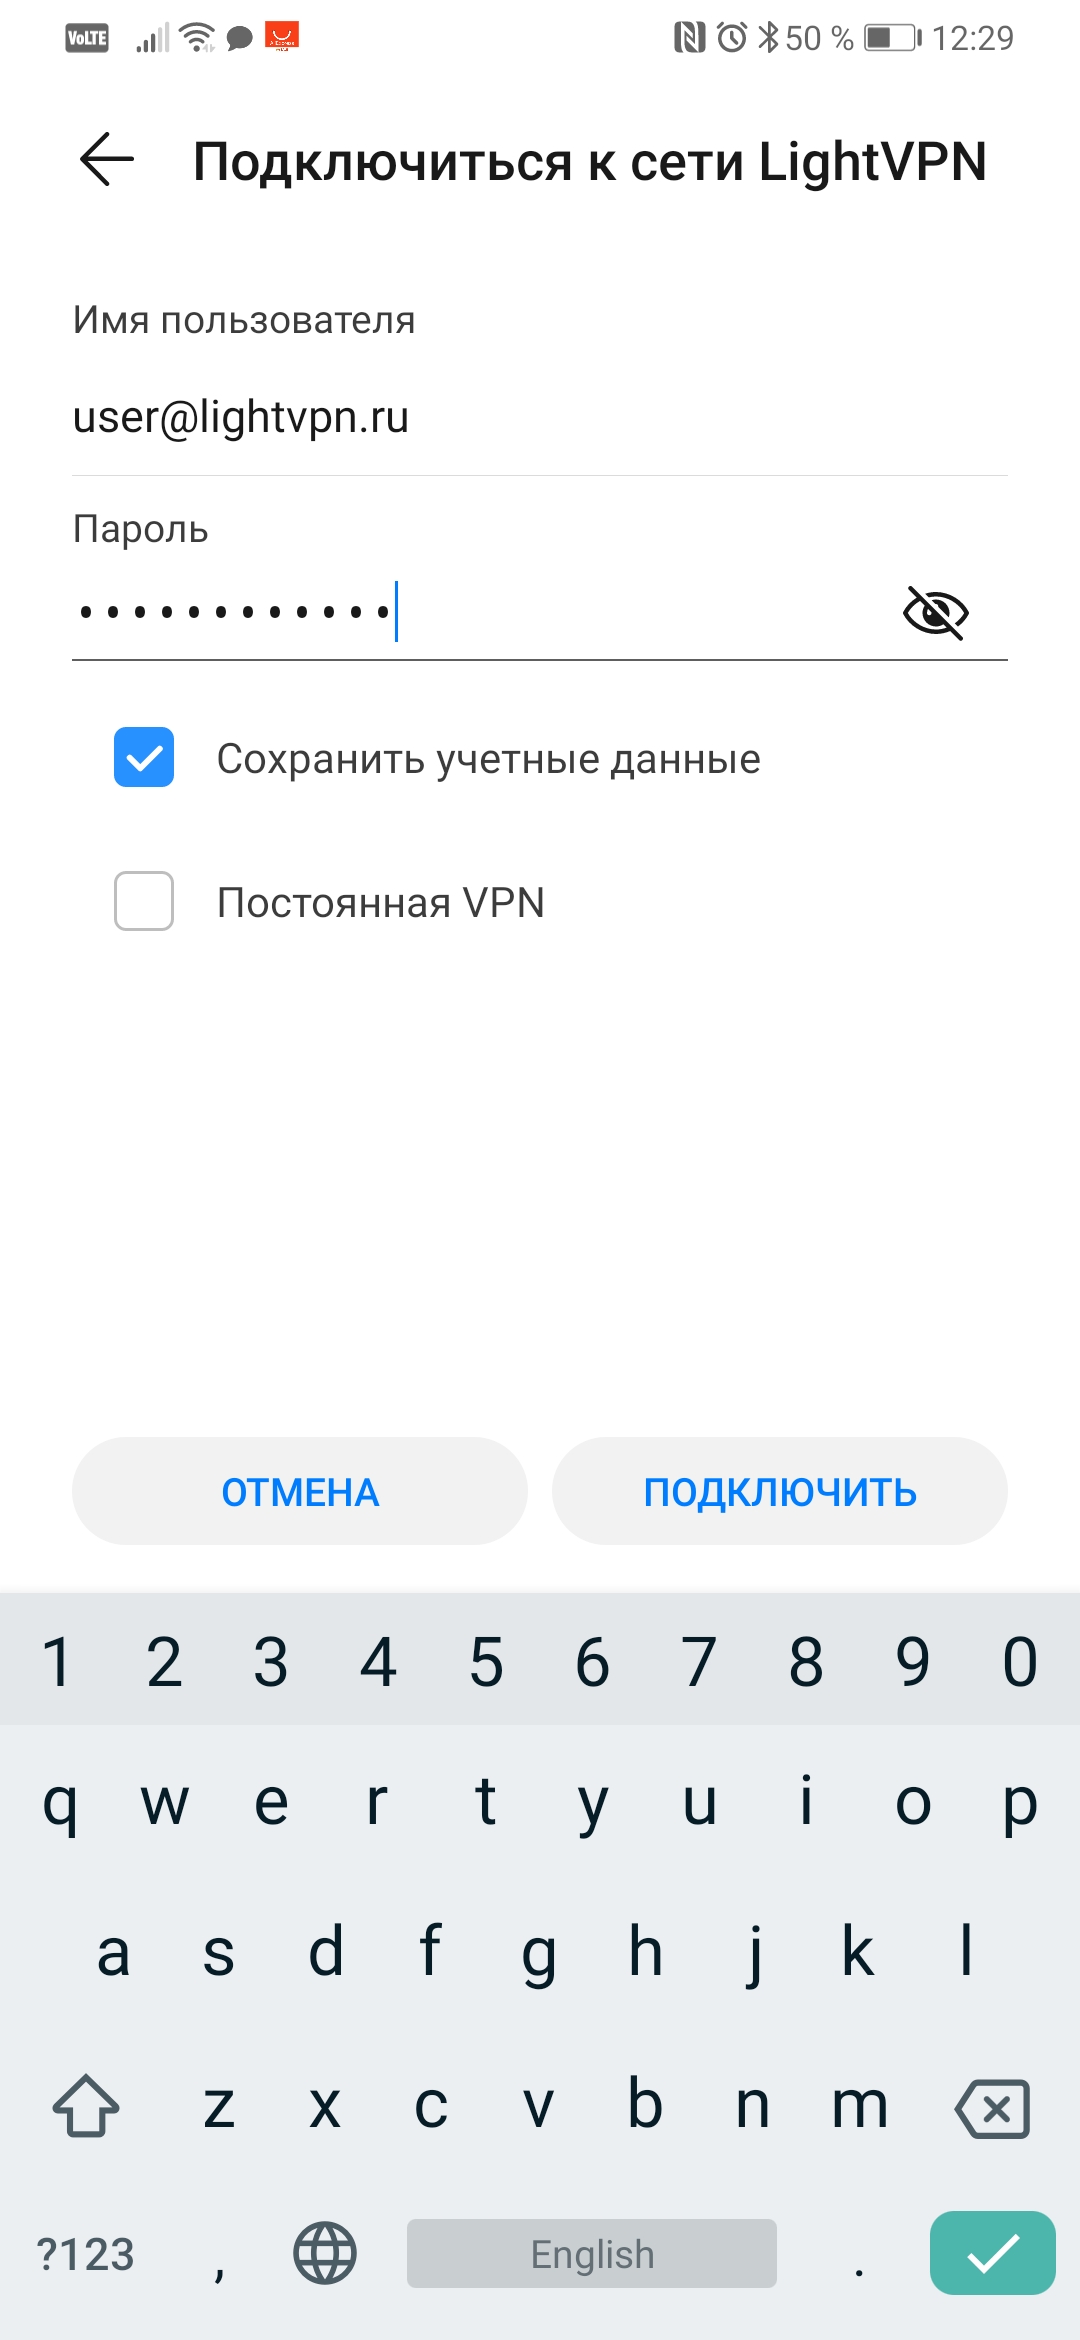 VoLTE 50 % 12:29
Подключиться к сети LightVPN
Имя пользователя
user@lightvpn.ru
Пароль
••••••••••••
Сохранить учетные данные
Постоянная VPN
ОТМЕНА ПОДКЛЮЧИТЬ
1 2 3 4 5 6 7 8 9 0
q w e r t y u i o p
a s d f g h j k l
z x c v b n m
?123 , English .